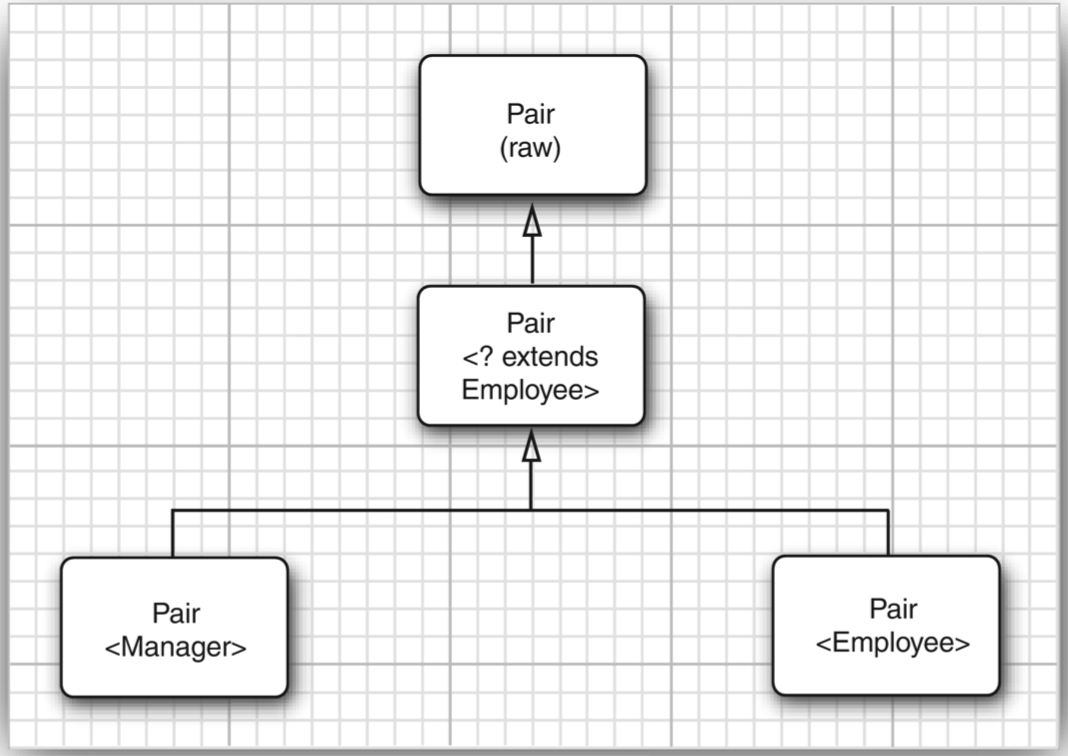 Pair
(raw)
Pair
<? extends
Employee>
Pair
<Manager>
Pair
<Employee>